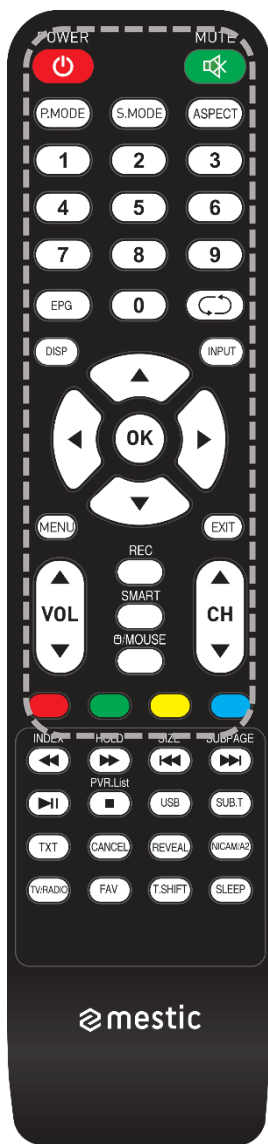 POWER MUTE
P.MODE S.MODE ASPECT
1 2 3
4 5 6
7 8 9
EPG 0
DISP INPUT
OK
MENU EXIT
REC
VOL SMART CH
/MOUSE
INDEX HOLD SIZE SUBPAGE
PVR.List
USB SUB.T
TXT CANCEL REVEAL NICAM/A2
TV/RADIO FAV T.SHIFT SLEEP
mestic